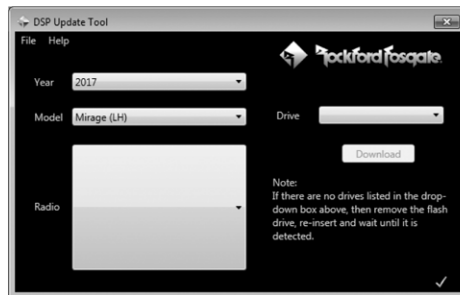 DSP Update Tool
File Help
Rockford Fosgate
Year 2017
Model Mirage (LH)
Drive
Download
Radio
Note:
If there are no drives listed in the drop-
down box above, then remove the flash
drive, re-insert and wait until it is
detected.